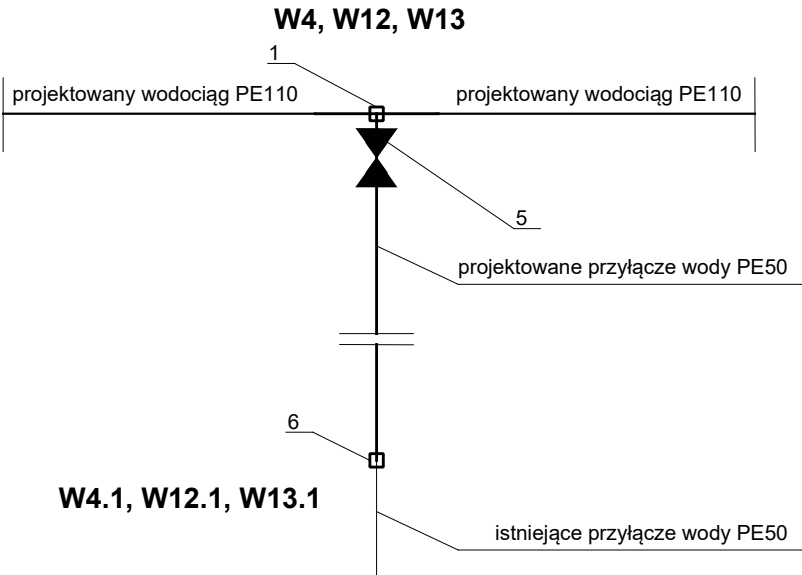 W4, W12, W13
1
projektowany wodociąg PE110
projektowany wodociąg PE110
5
projektowane przyłącze wody PE50
6
W4.1, W12.1, W13.1
istniejące przyłącze wody PE50